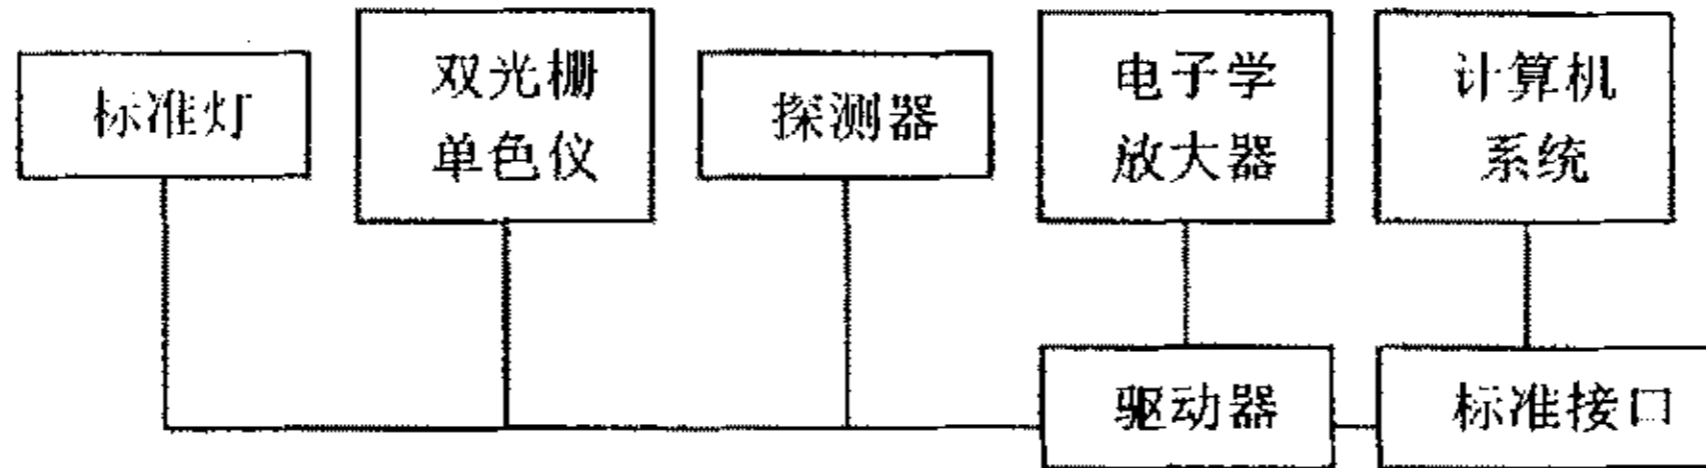 标准灯
双光栅
单色仪
探测器
电子学
放大器
计算机
系统
驱动器
标准接口